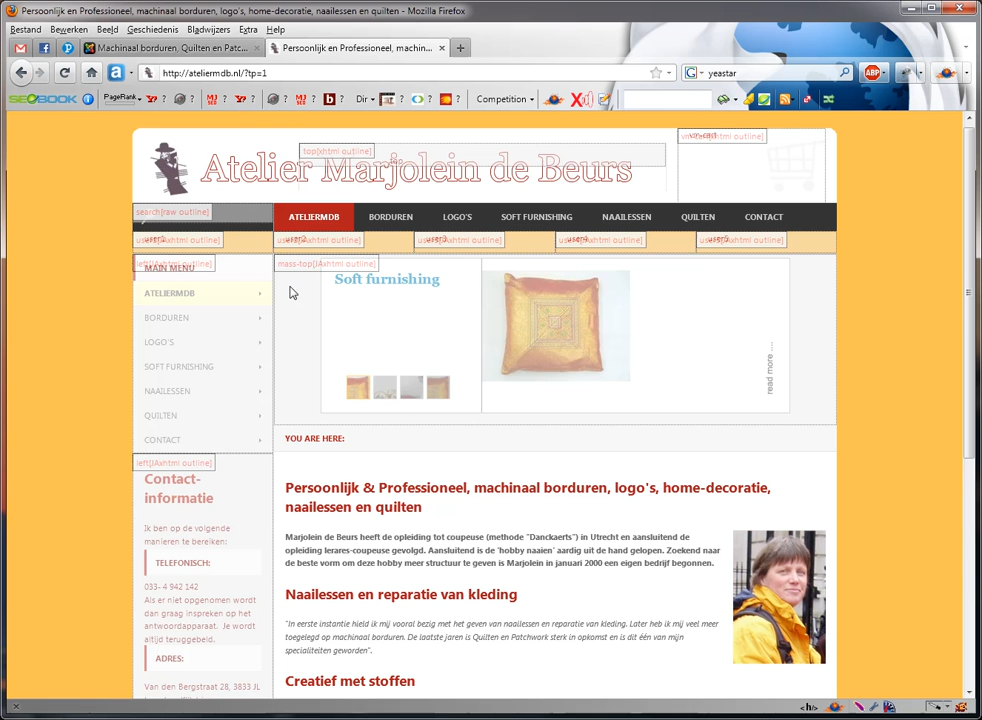 Persoonlijk en Professioneel, machinaal borduren, logo's, home-decoratie, naailessen en quilten - Mozilla Firefox
Bestand Bewerken Beeld Geschiedenis Bladwijzers Extra Help
Machinaal borduren, Quilten en Patc...
Persoonlijk en Professioneel, machin...
http://ateliermdb.nl/?tp=1
yeastar
ABP
SEOBOOK PageRank ? ? ? ? ? ? ? Dir ? ? ? Competition
top[xhtml outline]
Atelier Marjolein de Beurs
search[raw outline]
ATELIERMDB BORDUREN LOGO'S SOFT FURNISHING NAAILESSEN QUILTEN CONTACT
MAIN MENU
mass-top[JAxhtml outline]
ATELIERMDB
BORDUREN
LOGO'S
SOFT FURNISHING
NAAILESSEN
QUILTEN
CONTACT
Soft furnishing
read more ....
YOU ARE HERE:
left[JAxhtml outline]
Contact-
informatie
Ik ben op de volgende
manieren te bereiken:
TELEFONISCH:
033- 4 942 142
Als er niet opgenomen wordt
dan graag inspreken op het
antwoordapparaat. Je wordt
altijd teruggebeld.
ADRES:
Van den Bergstraat 28, 3833 JL
Persoonlijk & Professioneel, machinaal borduren, logo's, home-decoratie,
naailessen en quilten
Marjolein de Beurs heeft de opleiding tot coupeuse (methode "Danckaerts") in Utrecht en aansluitend de
opleiding lerares-coupeuse gevolgd. Aansluitend is de 'hobby naaien' aardig uit de hand gelopen. Zoekend naar
de beste vorm om deze hobby meer structuur te geven is Marjolein in januari 2000 een eigen bedrijf begonnen.
Naailessen en reparatie van kleding
"In eerste instantie hield ik mij vooral bezig met het geven van naailessen en reparatie van kleding. Later heb ik mij veel meer
toegelegd op machinaal borduren. De laatste jaren is Quilten en Patchwork sterk in opkomst en is dit één van mijn
specialiteiten geworden".
Creatief met stoffen